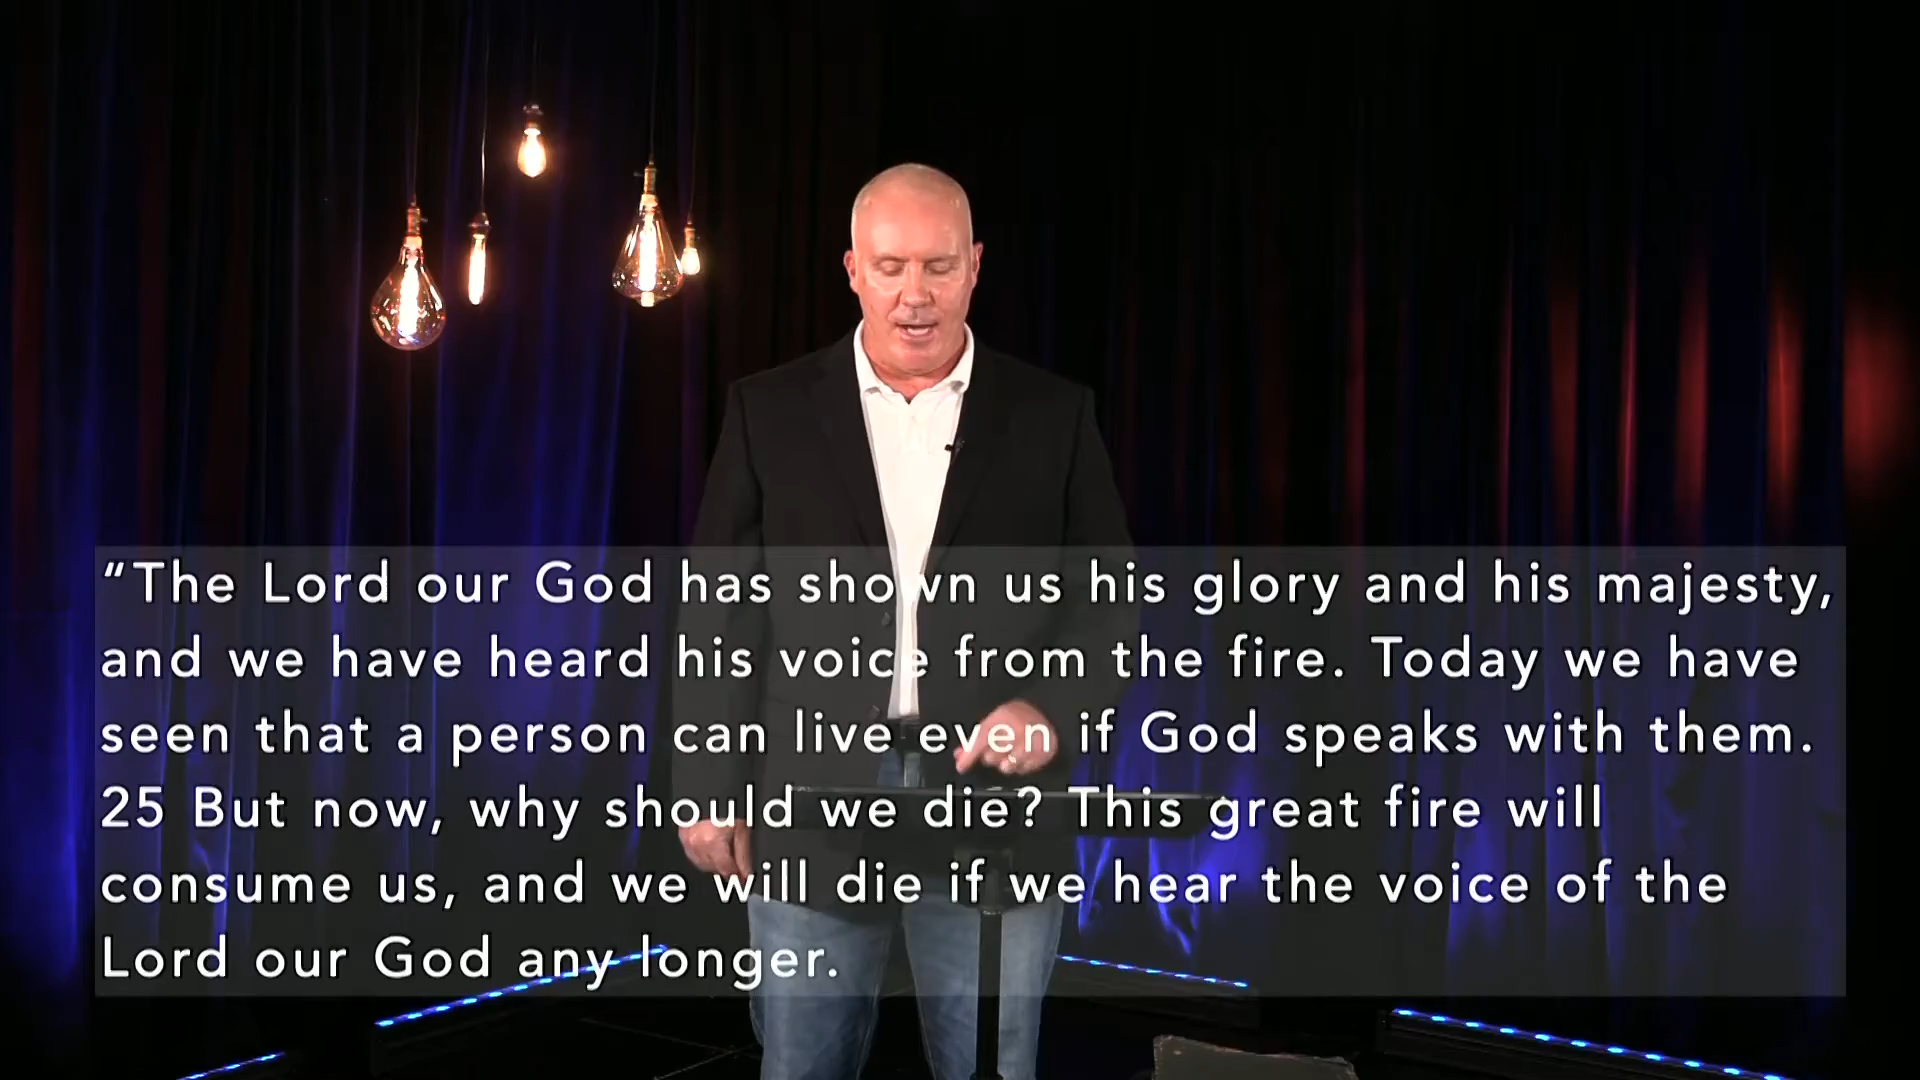 “The Lord our God has shown us his glory and his majesty,
and we have heard his voice from the fire. Today we have
seen that a person can live even if God speaks with them.
25 But now, why should we die? This great fire will
consume us, and we will die if we hear the voice of the
Lord our God any longer.